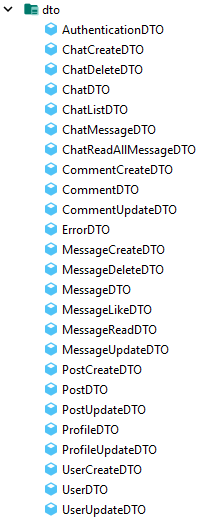 dto
AuthenticationDTO
ChatCreateDTO
ChatDeleteDTO
ChatDTO
ChatListDTO
ChatMessageDTO
ChatReadAllMessageDTO
CommentCreateDTO
CommentDTO
CommentUpdateDTO
ErrorDTO
MessageCreateDTO
MessageDeleteDTO
MessageDTO
MessageLikeDTO
MessageReadDTO
MessageUpdateDTO
PostCreateDTO
PostDTO
PostUpdateDTO
ProfileDTO
ProfileUpdateDTO
UserCreateDTO
UserDTO
UserUpdateDTO